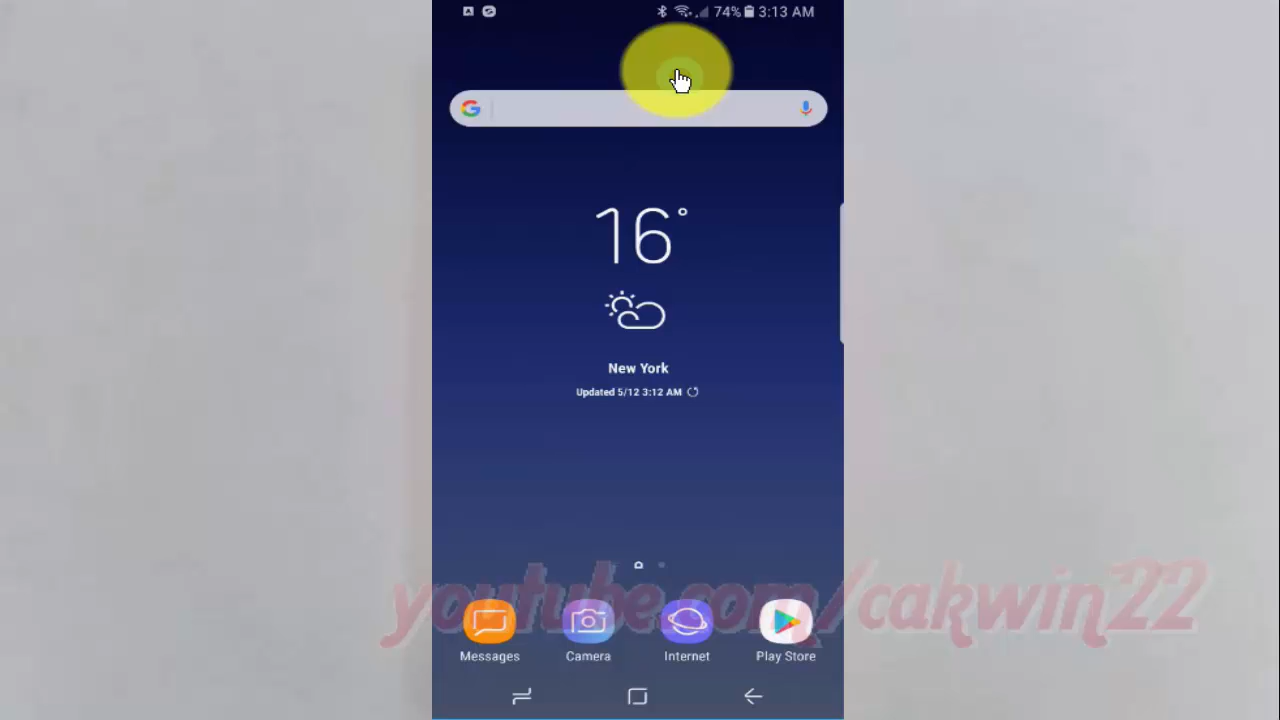 74% 3:13 AM
G
16°
New York
Updated 5/12 3:12 AM
youtube.com/cakwin22
Messages Camera Internet Play Store